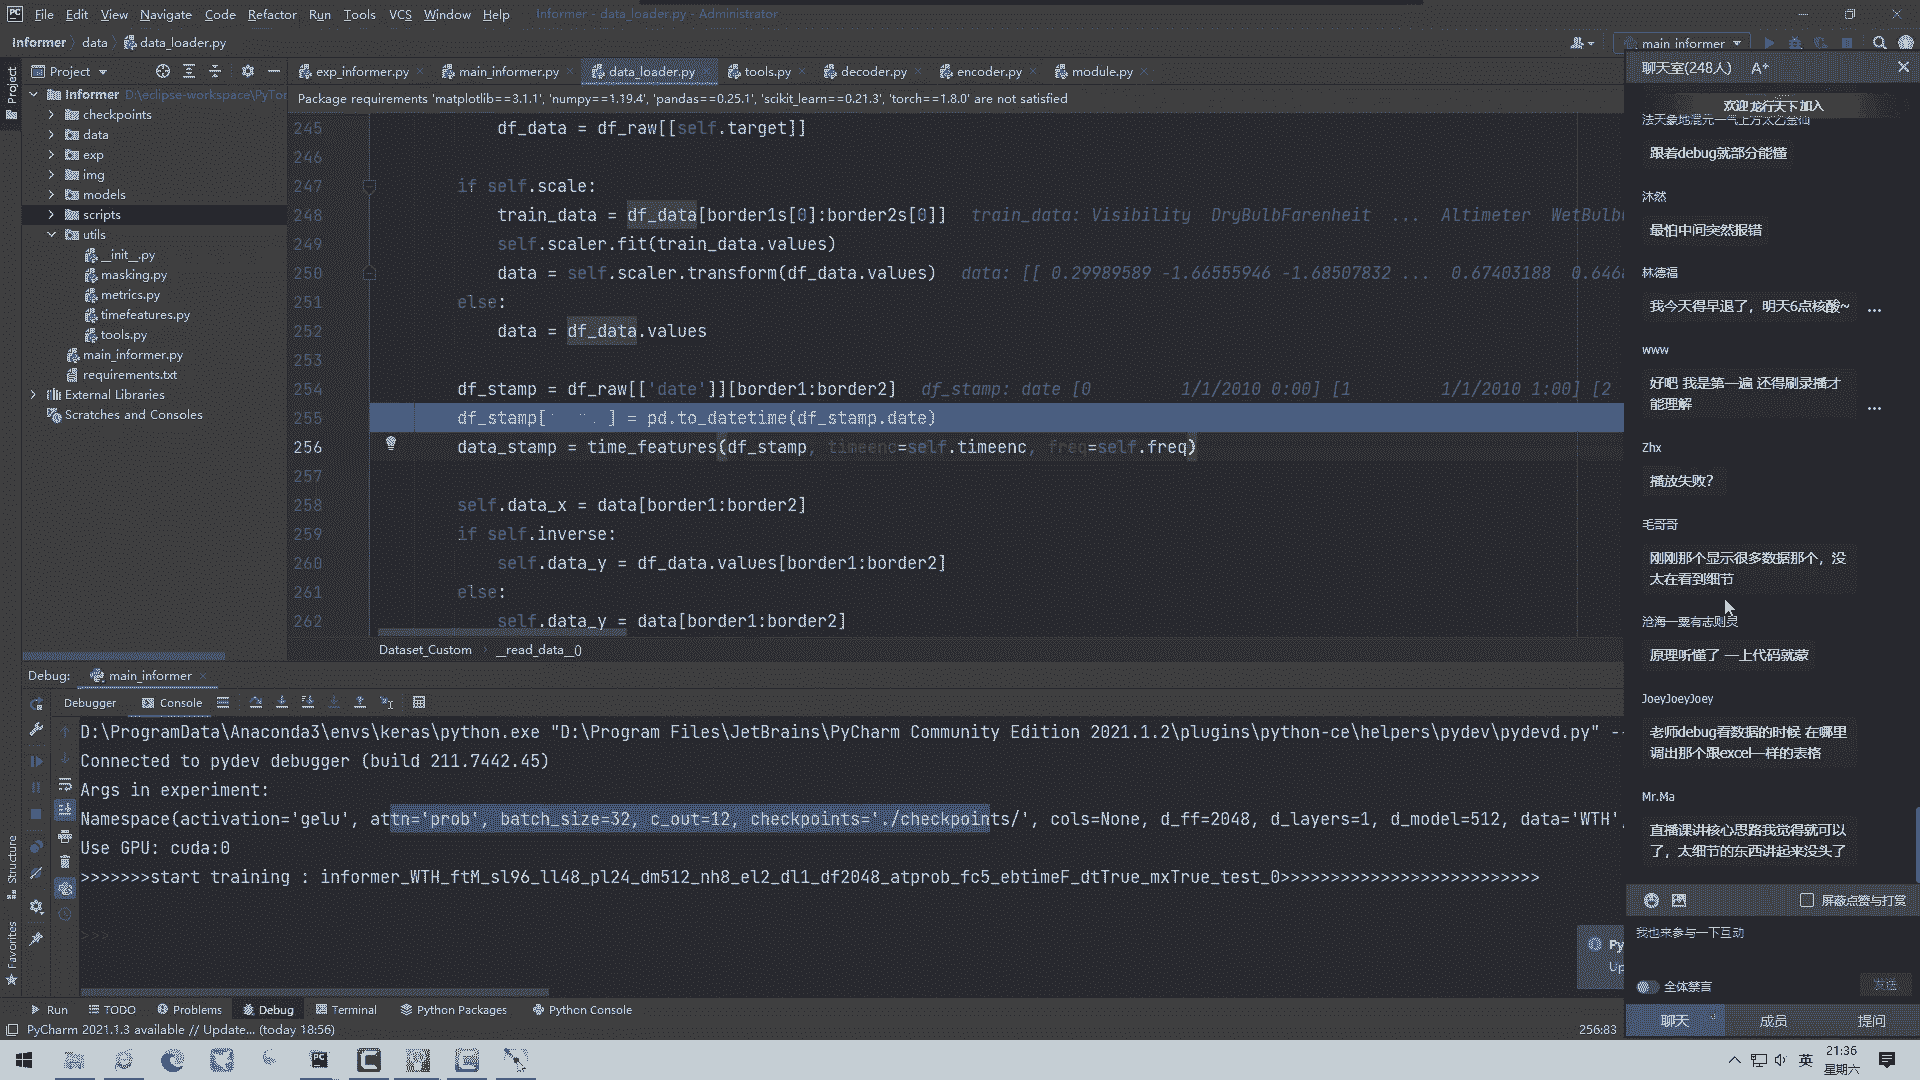 File Edit View Navigate Code Refactor Run Tools VCS Window Help Informer - data_loader.py - Administrator
Informer data data_loader.py
main_informer
Project
exp_informer.py main_informer.py data_loader.py tools.py decoder.py encoder.py module.py
Package requirements 'matplotlib==3.1.1', 'numpy==1.19.4', 'pandas==0.25.1', 'scikit_learn==0.21.3', 'torch==1.8.0' are not satisfied
Project
Informer D:\eclipse-workspace\PyTor
checkpoints
data
exp
img
models
scripts
utils
__init__.py
masking.py
metrics.py
timefeatures.py
tools.py
main_informer.py
requirements.txt
External Libraries
Scratches and Consoles
245 df_data = df_raw[[self.target]]
246
247 if self.scale:
248 train_data = df_data[border1s[0]:border2s[0]] train_data: Visibility DryBulbFarenheit ... Altimeter WetBulb
249 self.scaler.fit(train_data.values)
250 data = self.scaler.transform(df_data.values) data: [[ 0.29989589 -1.66555946 -1.68507832 ... 0.67403188 0.646
251 else:
252 data = df_data.values
253
254 df_stamp = df_raw[['date']][border1:border2] df_stamp: date [0 1/1/2010 0:00] [1 1/1/2010 1:00] [2
255 df_stamp[ ] = pd.to_datetime(df_stamp.date)
256 data_stamp = time_features(df_stamp, timeenc=self.timeenc, freq=self.freq)
257
258 self.data_x = data[border1:border2]
259 if self.inverse:
260 self.data_y = df_data.values[border1:border2]
261 else:
262 self.data_y = data[border1:border2]
Dataset_Custom __read_data__()
Debug: main_informer
Debugger Console
D:\ProgramData\Anaconda3\envs\keras\python.exe "D:\Program Files\JetBrains\PyCharm Community Edition 2021.1.2\plugins\python-ce\helpers\pydev\pydevd.py" --
Connected to pydev debugger (build 211.7442.45)
Args in experiment:
Namespace(activation='gelu', attn='prob', batch_size=32, c_out=12, checkpoints='./checkpoints/', cols=None, d_ff=2048, d_layers=1, d_model=512, data='WTH',
Use GPU: cuda:0
>>>>>>>start training : informer_WTH_ftM_sl96_ll48_pl24_dm512_nh8_el2_dl1_df2048_atprob_fc5_ebtimeF_dtTrue_mxTrue_test_0>>>>>>>>>>>>>>>>>>>>>>>>>>
>>>
Structure
Favorites
Py
Up
Run TODO Problems Debug Terminal Python Packages Python Console
PyCharm 2021.1.3 available // Update... (today 18:56)
256:83
聊天室(248人) A+
欢迎龙行天下加入
跟着debug就部分能懂
沐然
最怕中间突然报错
林德福
我今天得早退了，明天6点核酸~
www
好吧 我是第一遍 还得刷录播才
能理解
Zhx
播放失败?
毛哥哥
刚刚那个显示很多数据那个，没
太在看到细节
沧海一粟有志则灵
原理听懂了 一上代码就蒙
JoeyJoeyJoey
老师debug看数据的时候 在哪里
调出那个跟excel一样的表格
Mr.Ma
直播课讲核心思路我觉得就可以
了，太细节的东西讲起来没头了
屏蔽点赞与打赏
我也来参与一下互动
全体禁言
发送
聊天 成员 提问
英
21:36
星期六